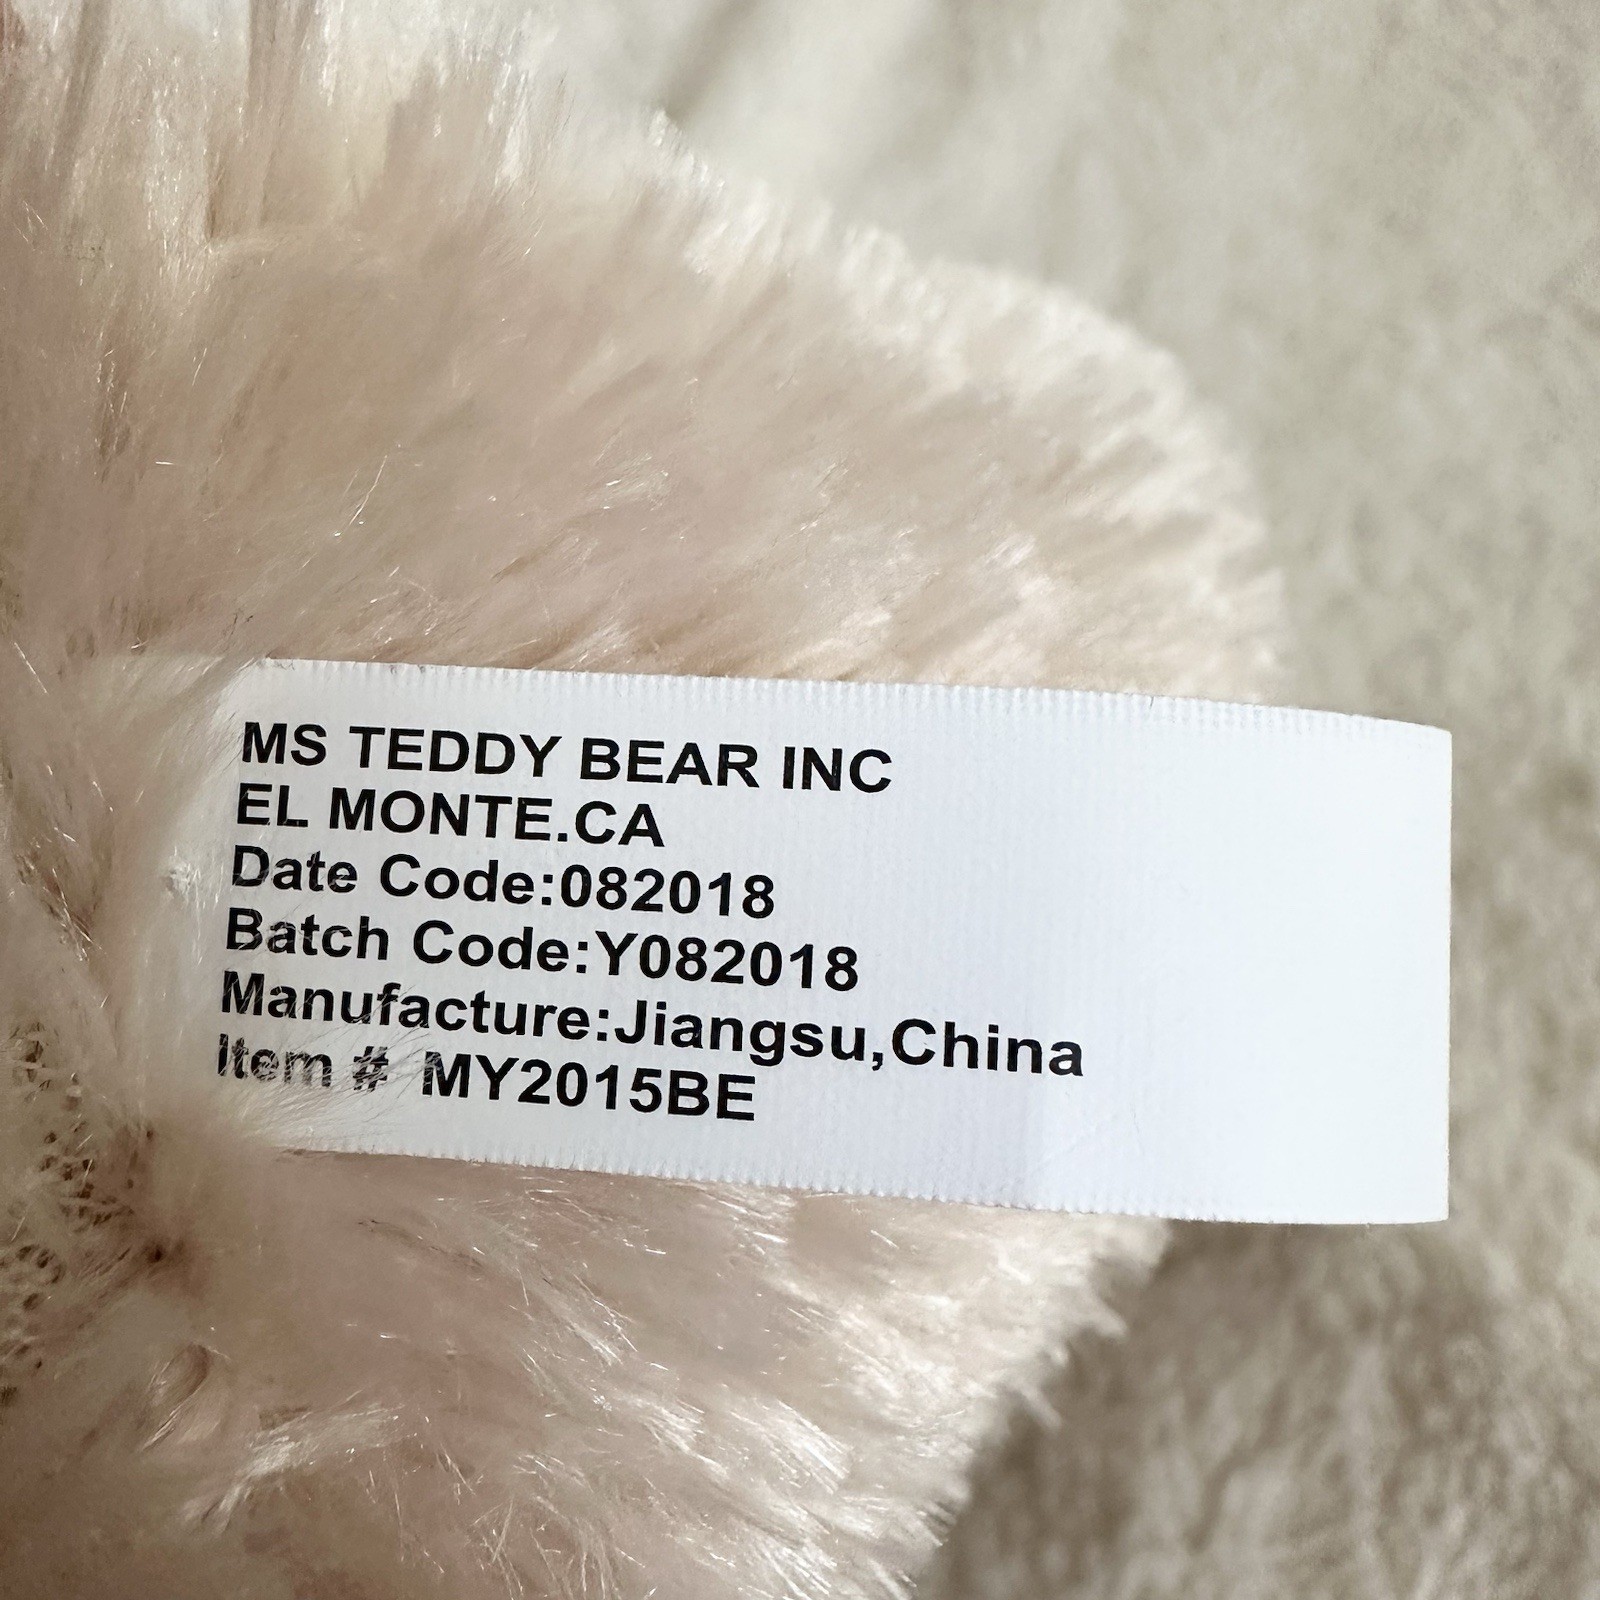 MS TEDDY BEAR INC
EL MONTE.CA
Date Code:082018
Batch Code:Y082018
Manufacture:Jiangsu,China
Item # MY2015BE